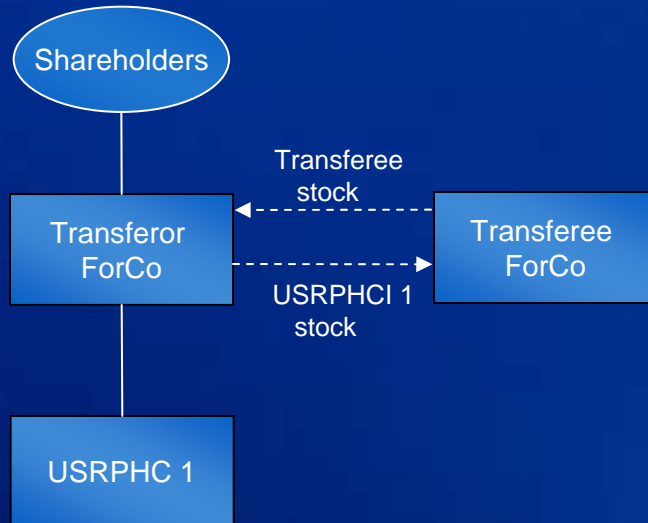 Shareholders
Transferee
stock
Transferor
ForCo
Transferee
ForCo
USRPHCI 1
stock
USRPHC 1